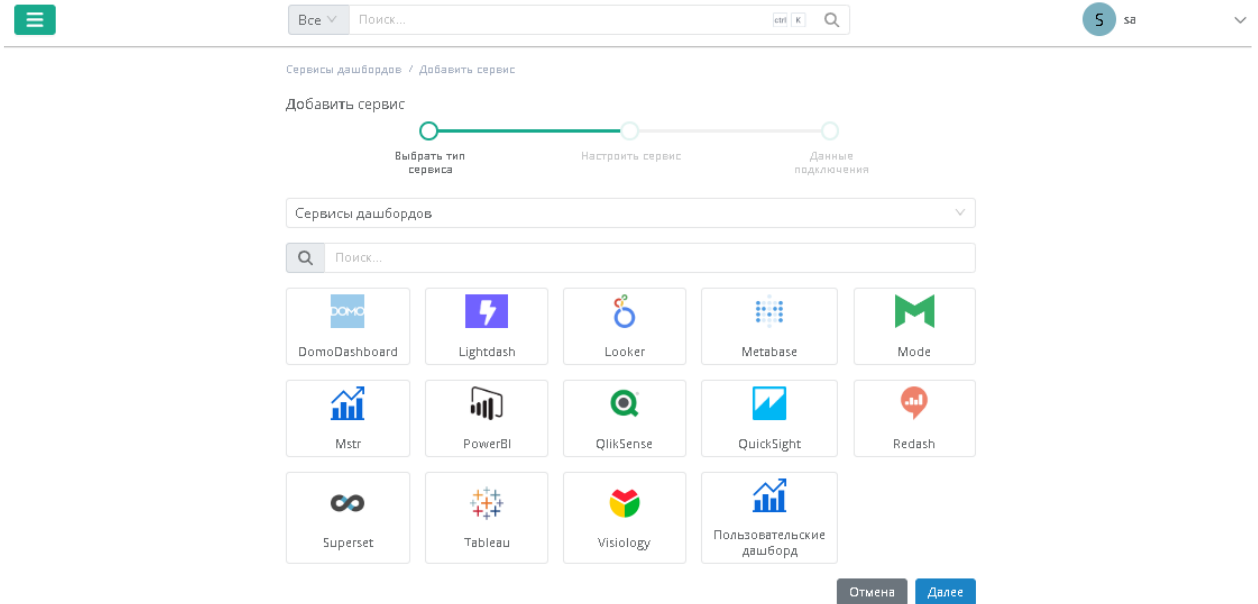 Все Поиск... ctrl K S sa
Сервисы дашбордов / Добавить сервис
Добавить сервис
Выбрать тип сервиса
Настроить сервис
Данные подключения
Сервисы дашбордов
Поиск...
DOMO
DomoDashboard Lightdash Looker Metabase Mode
Mstr PowerBI QlikSense QuickSight Redash
Superset Tableau Visiology Пользовательские дашборд
Отмена Далее